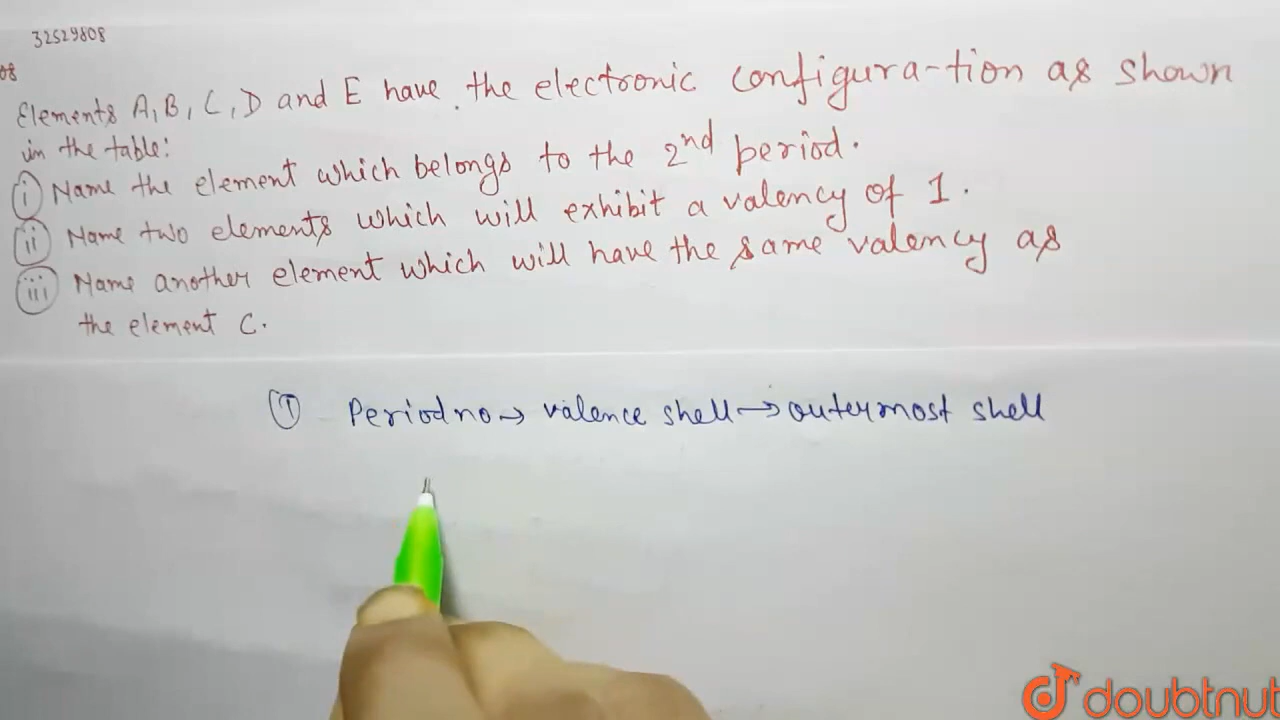 32529808
08
Elements A, B, C, D and E have the electronic configura-tion as shown
in the table:
(i) Name the element which belongs to the 2nd period.
(ii) Name two elements which will exhibit a valency of 1.
(iii) Name another element which will have the same valency as
the element C.
① Period no → valence shell → outermost shell
doubtnut